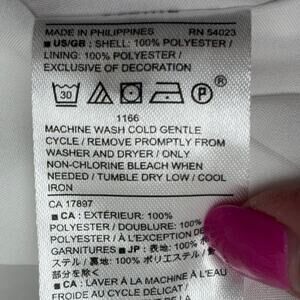 MADE IN PHILIPPINES RN 54023
■ US/GB : SHELL: 100% POLYESTER /
LINING: 100% POLYESTER /
EXCLUSIVE OF DECORATION
30 P ®
1166
MACHINE WASH COLD GENTLE
CYCLE / REMOVE PROMPTLY FROM
WASHER AND DRYER / ONLY
NON-CHLORINE BLEACH WHEN
NEEDED / TUMBLE DRY LOW / COOL
IRON
CA 17897
■ CA : EXTÉRIEUR: 100%
POLYESTER / DOUBLURE: 100%
POLYESTER / À L'EXCEPTION DE
GARNITURES ■ JP : 表地: 100% ポリエ
ステル / 裏地: 100% ポリエステル / 装
部分を除く
■ CA : LAVER À LA MACHINE À L'EAU
FROIDE AU CYCLE DÉLICAT /